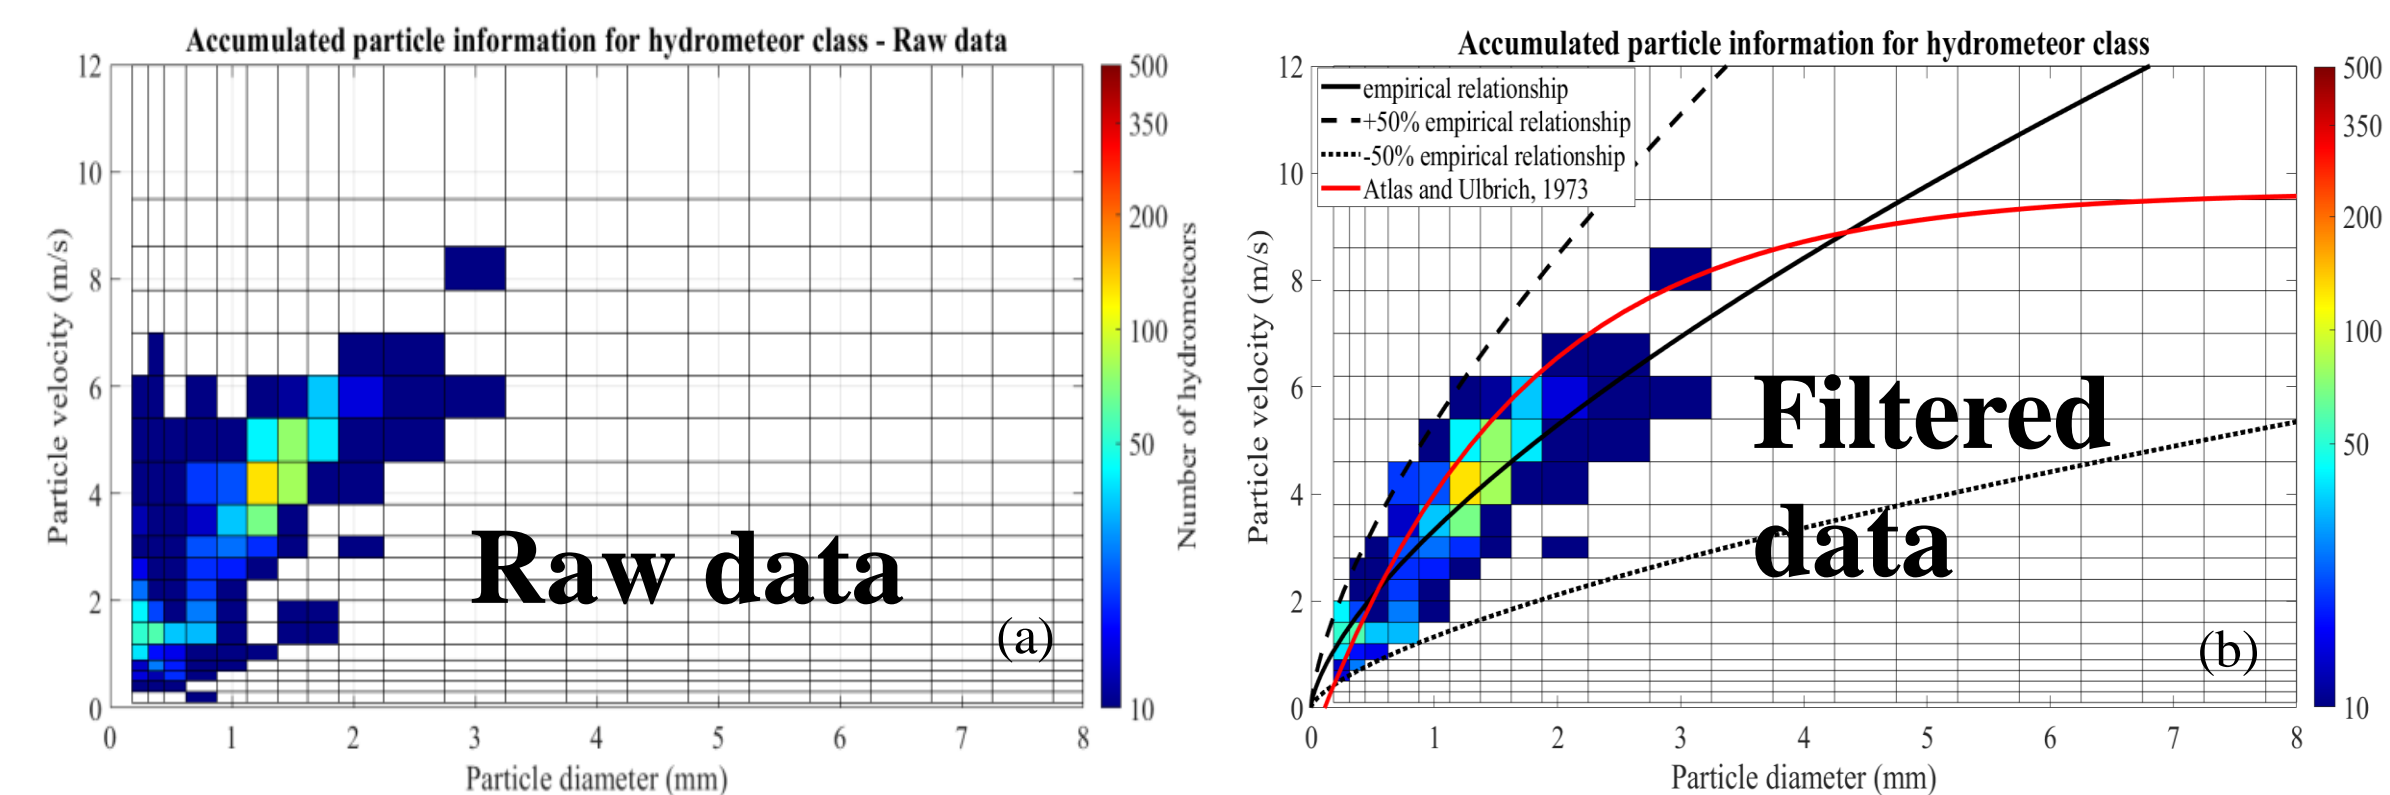 Accumulated particle information for hydrometeor class - Raw data
12
10
8
6
4
2
0
Particle velocity (m/s)
0 1 2 3 4 5 6 7 8
Particle diameter (mm)
Raw data
(a)
500
350
200
100
50
10
Number of hydrometeors
Accumulated particle information for hydrometeor class
empirical relationship
+50% empirical relationship
-50% empirical relationship
Atlas and Ulbrich, 1973
12
10
8
6
4
2
0
Particle velocity (m/s)
0 1 2 3 4 5 6 7 8
Particle diameter (mm)
Filtered
data
(b)
500
350
200
100
50
10